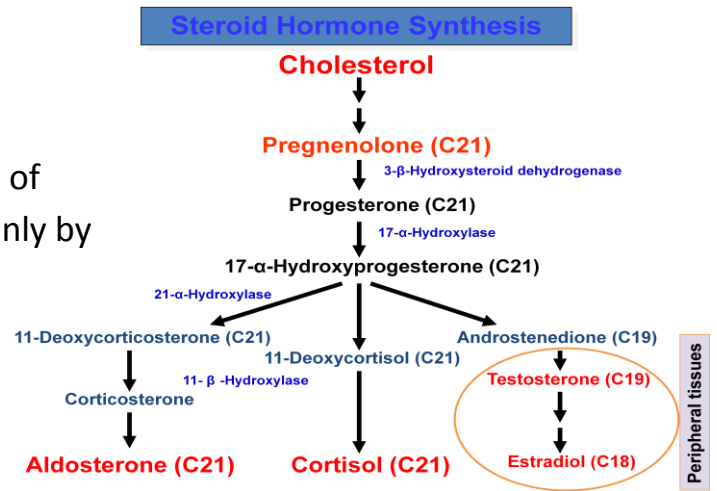 Steroid Hormone Synthesis
Cholesterol
Pregnenolone (C21)
of
3-β-Hydroxysteroid dehydrogenase
Progesterone (C21)
nly by
17-α-Hydroxylase
17-α-Hydroxyprogesterone (C21)
21-α-Hydroxylase
11-Deoxycorticosterone (C21)
Androstenedione (C19)
11-Deoxycortisol (C21)
11- β -Hydroxylase
Testosterone (C19)
Corticosterone
Aldosterone (C21)
Cortisol (C21)
Estradiol (C18)
Peripheral tissues